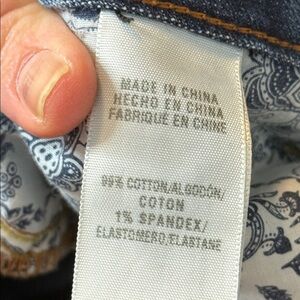 MADE IN CHINA
HECHO EN CHINA
FABRIQUÉ EN CHINE
99% COTTON/ALGODÓN/
COTON
1% SPANDEX/
ELASTOMERO/ELASTANE